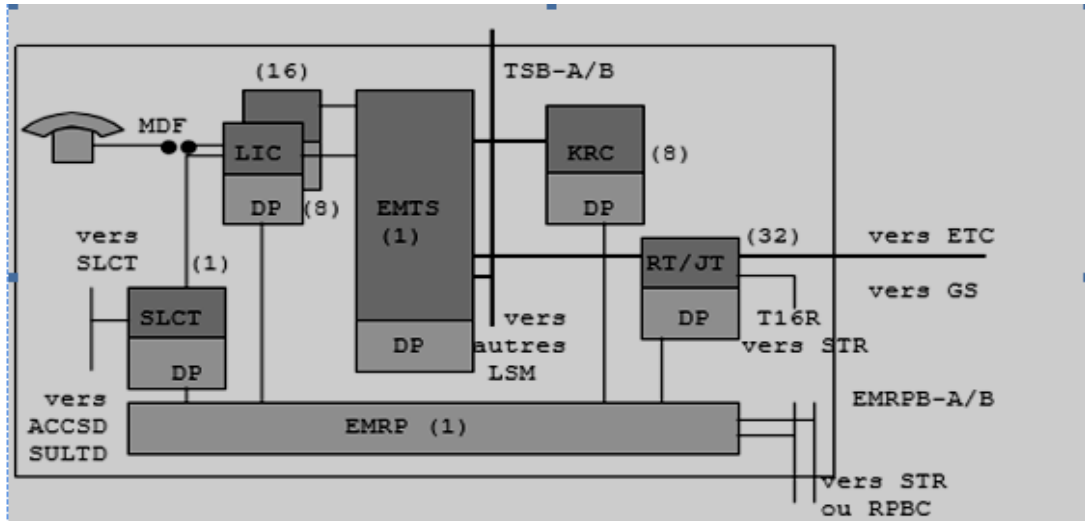 (16)
TSB-A/B
MDF
LIC
KRC
(8)
DP
(8)
EMTS
DP
(1)
(32)
vers
SLCT
(1)
vers ETC
RT/JT
vers GS
SLCT
DP
T16R
vers
autres
LSM
vers STR
DP
DP
vers
ACCSD
SULTD
EMRP (1)
EMRPB-A/B
vers STR
ou RPBC